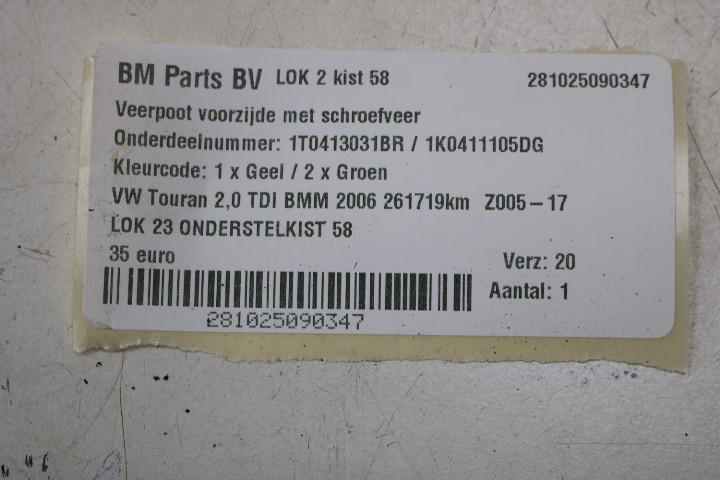 BM Parts BV LOK 2 kist 58 281025090347
Veerpoot voorzijde met schroefveer
Onderdeelnummer: 1T0413031BR / 1K0411105DG
Kleurcode: 1 x Geel / 2 x Groen
VW Touran 2,0 TDI BMM 2006 261719km Z005-17
LOK 23 ONDERSTELKIST 58
35 euro Verz: 20
Aantal: 1
281025090347